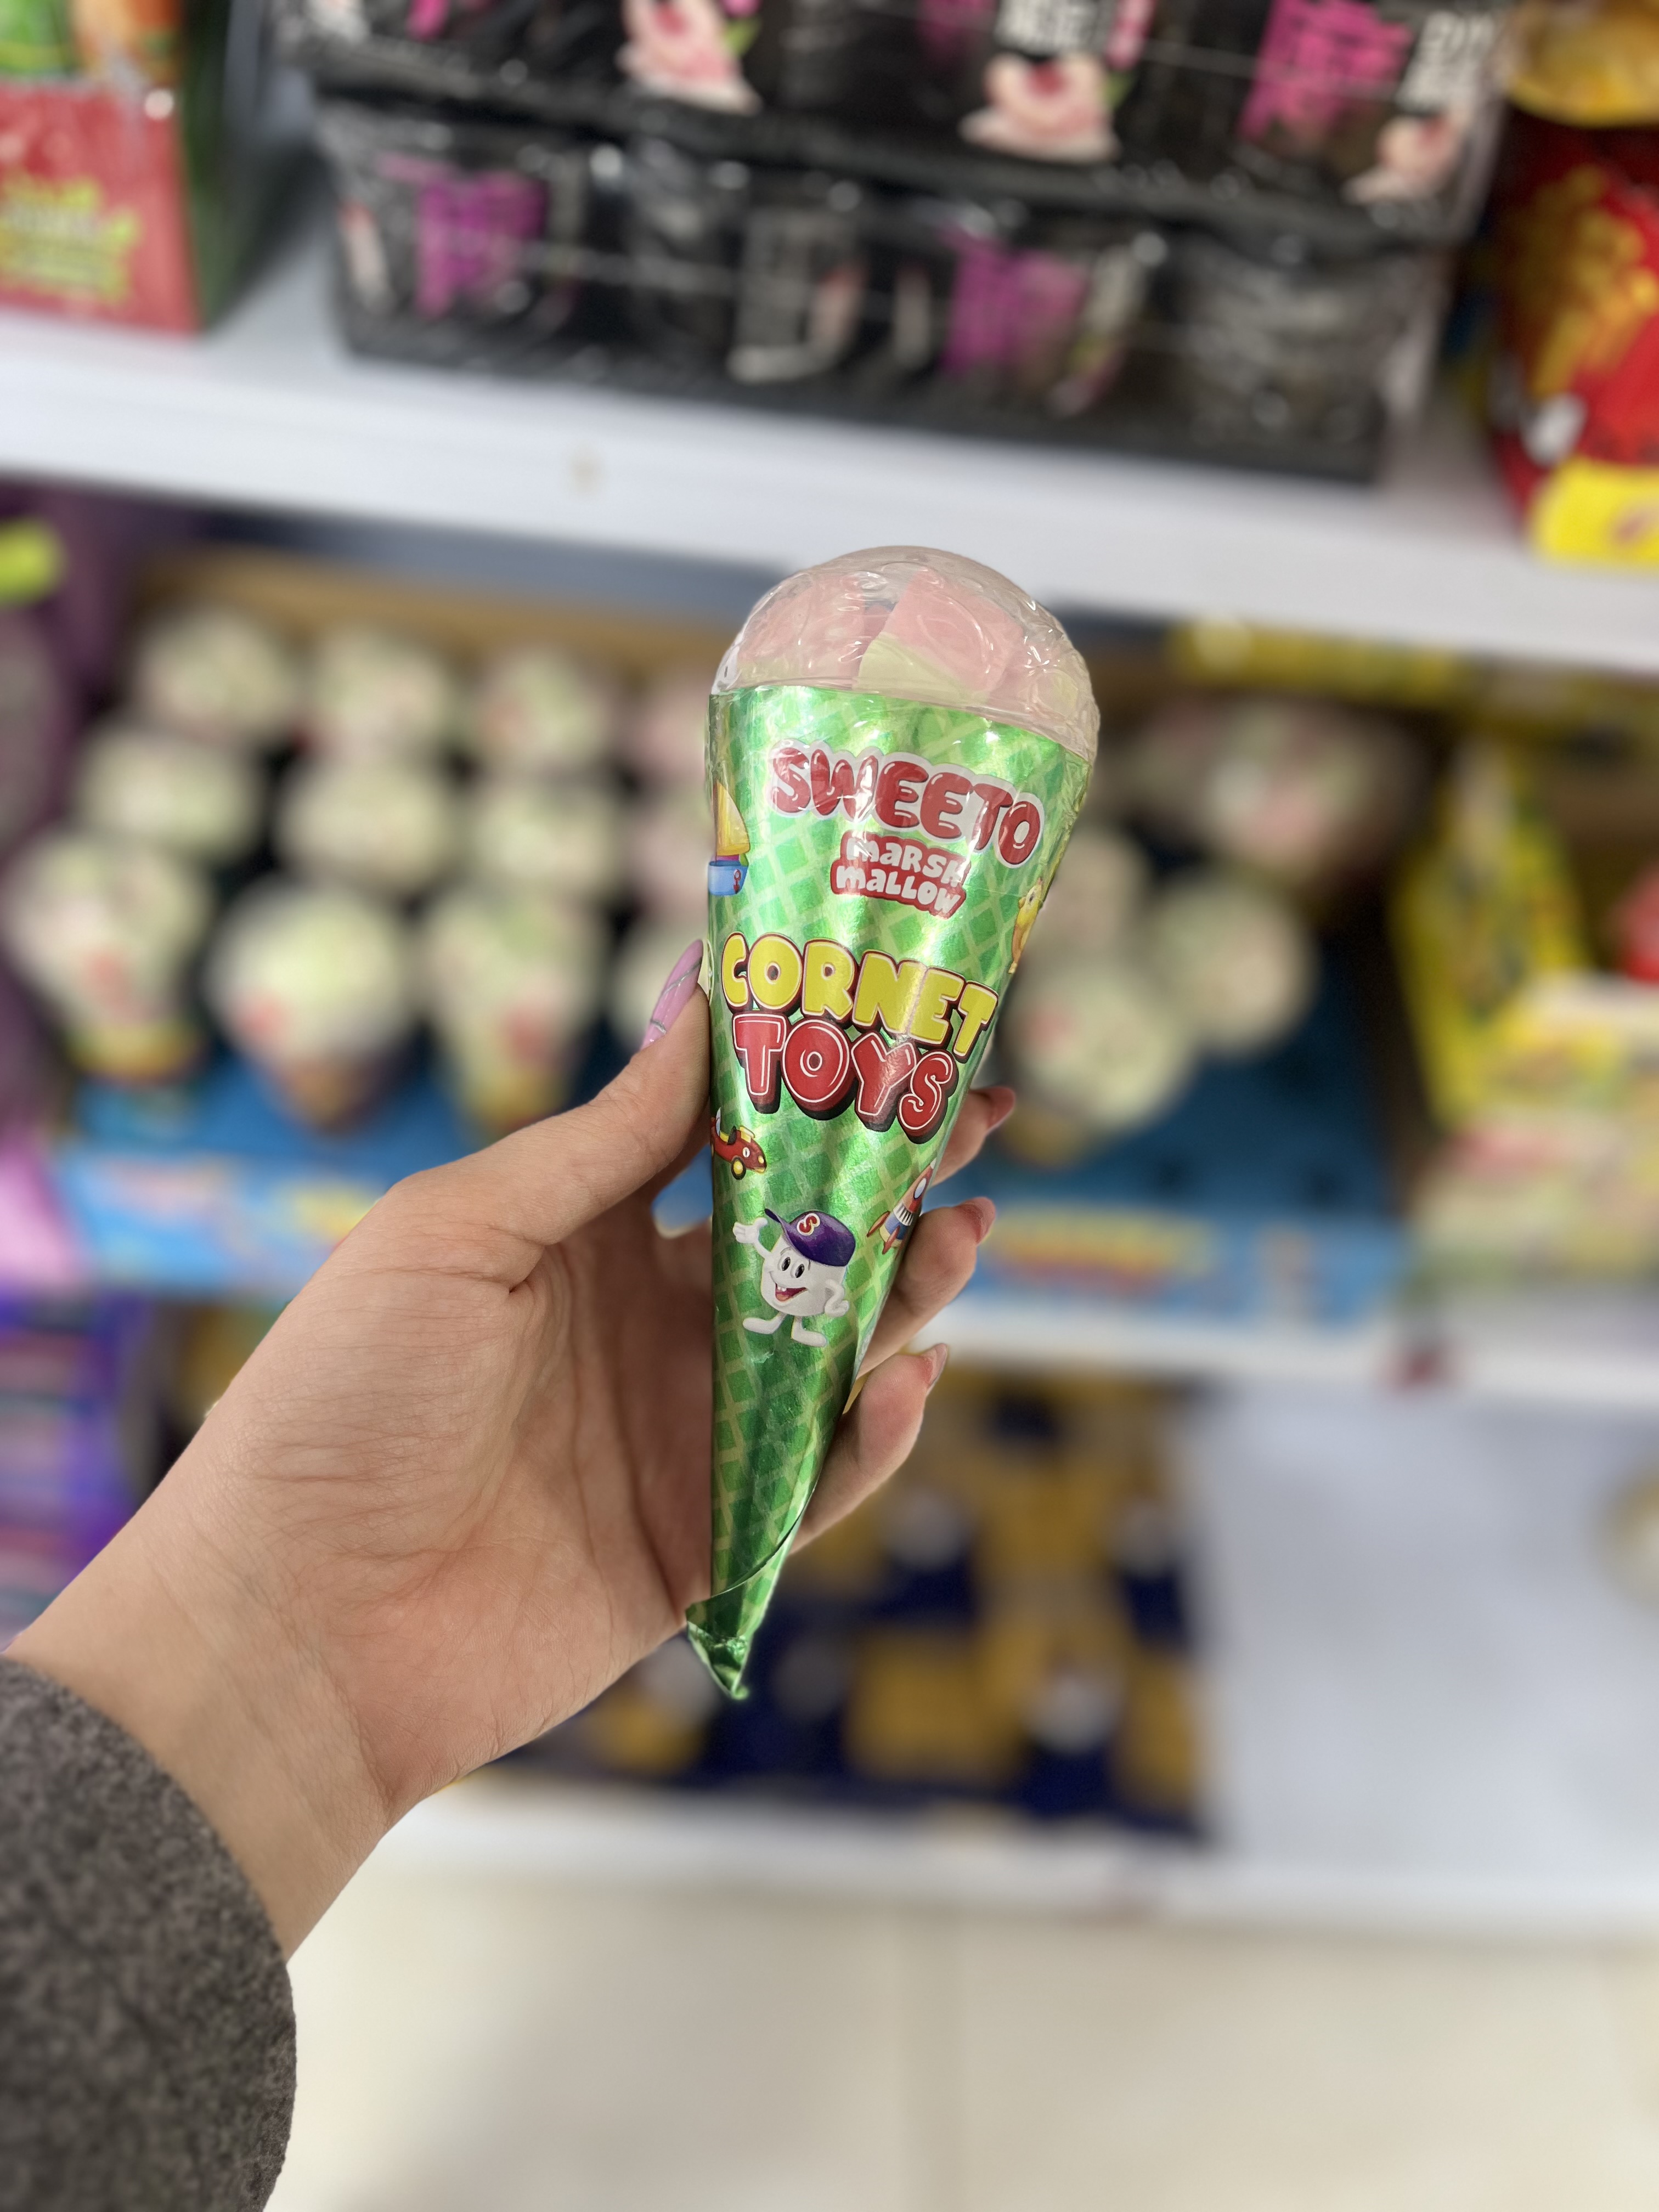 SWEETO
marsh
mallow
CORNET
TOYS
S